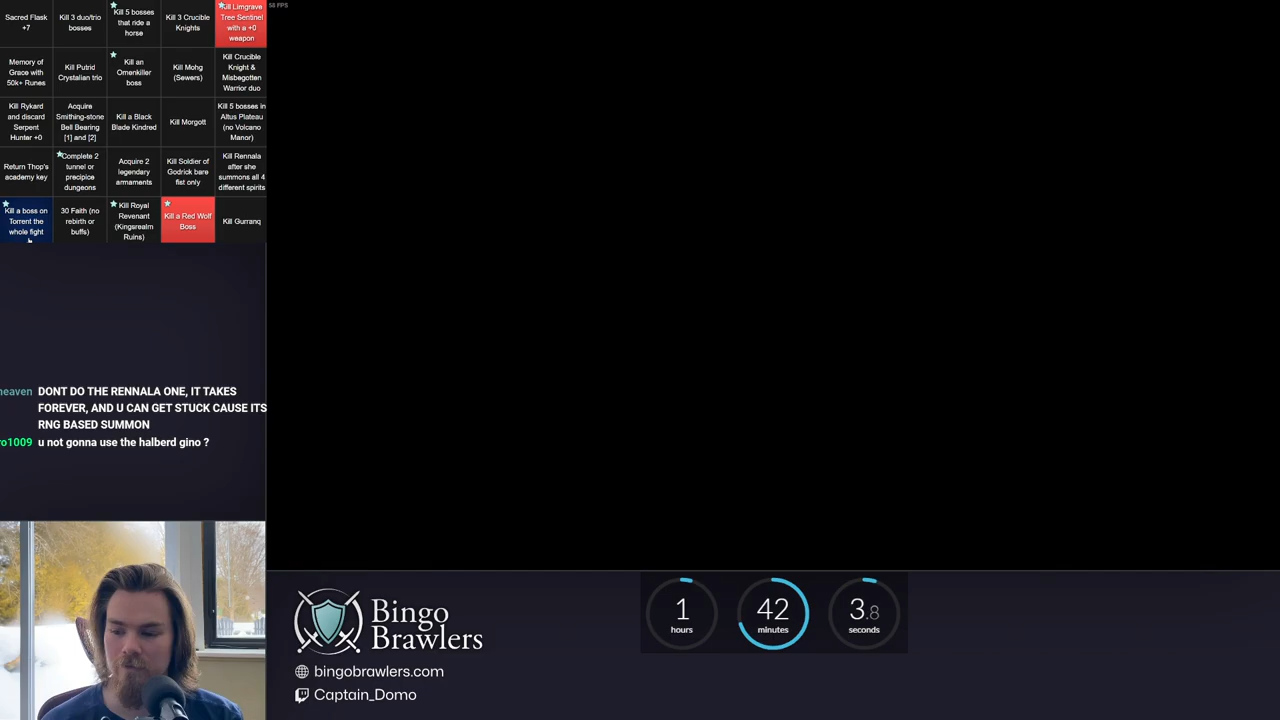 58 FPS
Sacred Flask
+7
Kill 3 duo/trio
bosses
Kill 5 bosses
that ride a
horse
Kill 3 Crucible
Knights
Kill Limgrave
Tree Sentinel
with a +0
weapon
Memory of
Grace with
50k+ Runes
Kill Putrid
Crystalian trio
Kill an
Omenkiller
boss
Kill Mohg
(Sewers)
Kill Crucible
Knight &
Misbegotten
Warrior duo
Kill Rykard
and discard
Serpent
Hunter +0
Acquire
Smithing-stone
Bell Bearing
[1] and [2]
Kill a Black
Blade Kindred
Kill Morgott
Kill 5 bosses in
Altus Plateau
(no Volcano
Manor)
Return Thop's
academy key
Complete 2
tunnel or
precipice
dungeons
Acquire 2
legendary
armaments
Kill Soldier of
Godrick bare
fist only
Kill Rennala
after she
summons all 4
different spirits
Kill a boss on
Torrent the
whole fight
30 Faith (no
rebirth or
buffs)
Kill Royal
Revenant
(Kingsrealm
Ruins)
Kill a Red Wolf
Boss
Kill Gurranq
neaven DONT DO THE RENNALA ONE, IT TAKES
FOREVER, AND U CAN GET STUCK CAUSE ITS
RNG BASED SUMMON
ro1009 u not gonna use the halberd gino ?
Bingo
Brawlers
bingobrawlers.com
Captain_Domo
1
hours
42
minutes
3.8
seconds